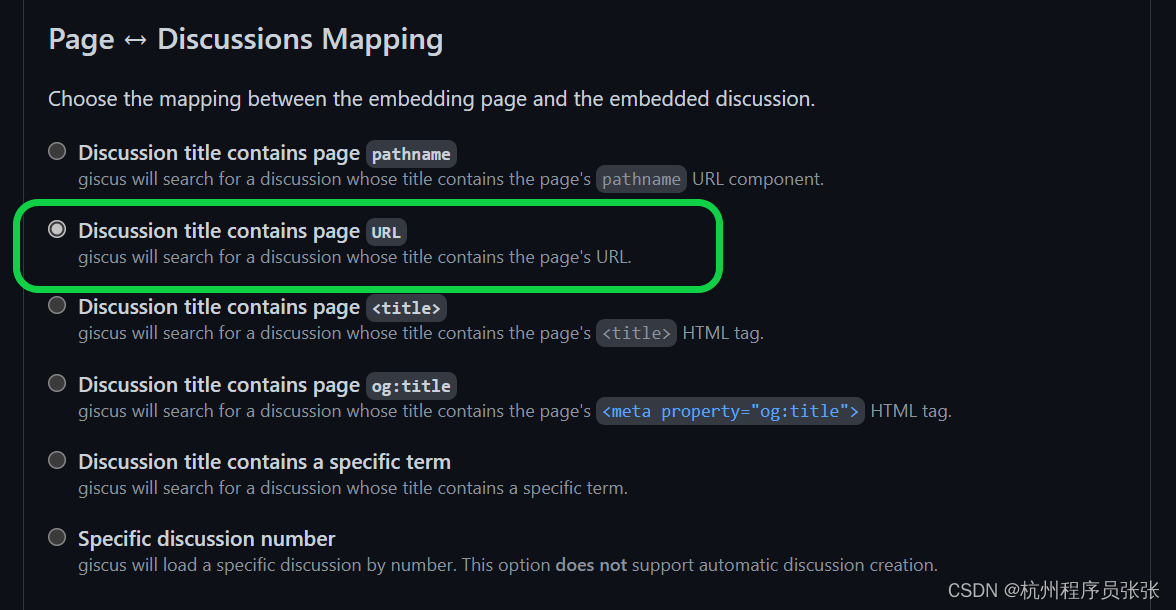 Page ↔ Discussions Mapping
Choose the mapping between the embedding page and the embedded discussion.
Discussion title contains page pathname
giscus will search for a discussion whose title contains the page's pathname URL component.
Discussion title contains page URL
giscus will search for a discussion whose title contains the page's URL.
Discussion title contains page <title>
giscus will search for a discussion whose title contains the page's <title> HTML tag.
Discussion title contains page og:title
giscus will search for a discussion whose title contains the page's <meta property="og:title"> HTML tag.
Discussion title contains a specific term
giscus will search for a discussion whose title contains a specific term.
Specific discussion number
giscus will load a specific discussion by number. This option does not support automatic discussion creation.
CSDN @杭州程序员张张